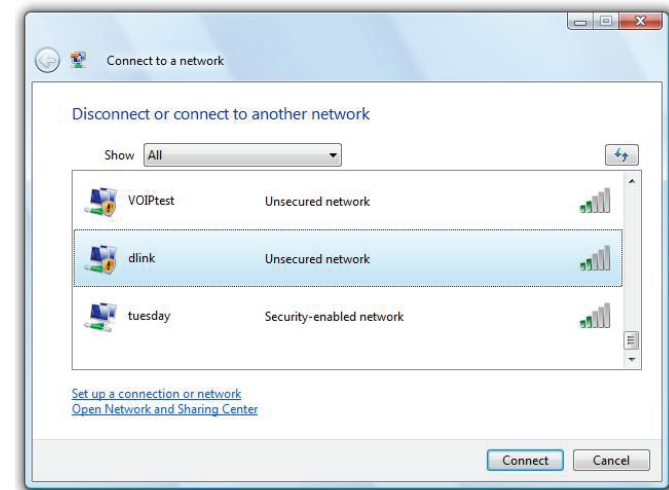 Connect to a network
Disconnect or connect to another network
Show All
VOIPtest Unsecured network
dlink Unsecured network
tuesday Security-enabled network
Set up a connection or network
Open Network and Sharing Center
Connect Cancel